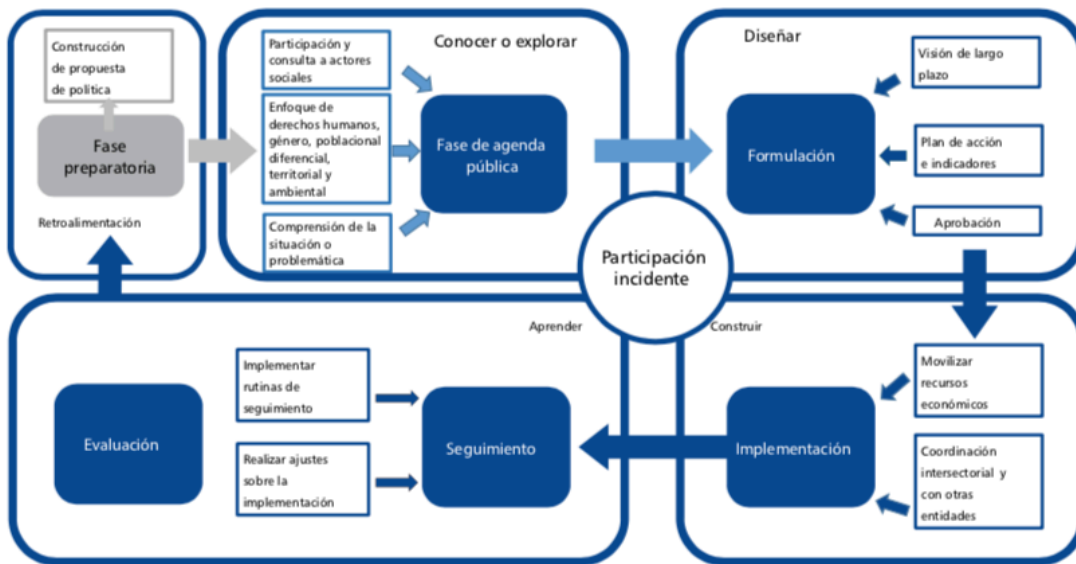 Construcción
de propuesta
de política
Fase
preparatoria
Retroalimentación
Conocer o explorar
Participación y
consulta a actores
sociales
Enfoque de
derechos humanos,
género, poblacional
diferencial,
territorial y
ambiental
Comprensión de la
situación o
problemática
Fase de agenda
pública
Diseñar
Formulación
Visión de largo
plazo
Plan de acción
e indicadores
Aprobación
Participación
incidente
Construir
Movilizar
recursos
económicos
Coordinación
intersectorial y
con otras
entidades
Implementación
Aprender
Seguimiento
Implementar
rutinas de
seguimiento
Realizar ajustes
sobre la
implementación
Evaluación